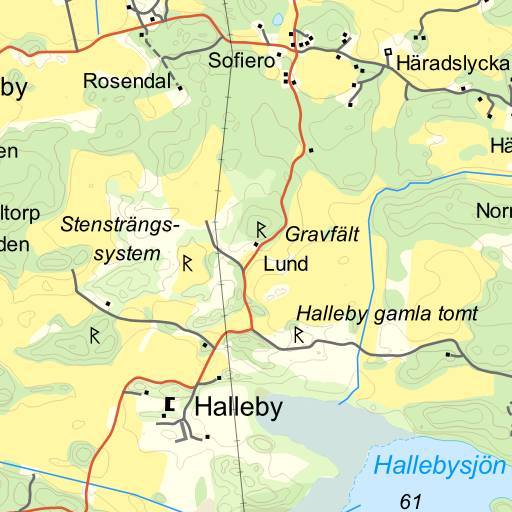 Sofiero
Häradslycka
Rosendal
by
Hä
en
ltorp
Norr
Stensträngs-
system
Gravfält
den
Lund
Halleby gamla tomt
Halleby
Hallebysjön
61